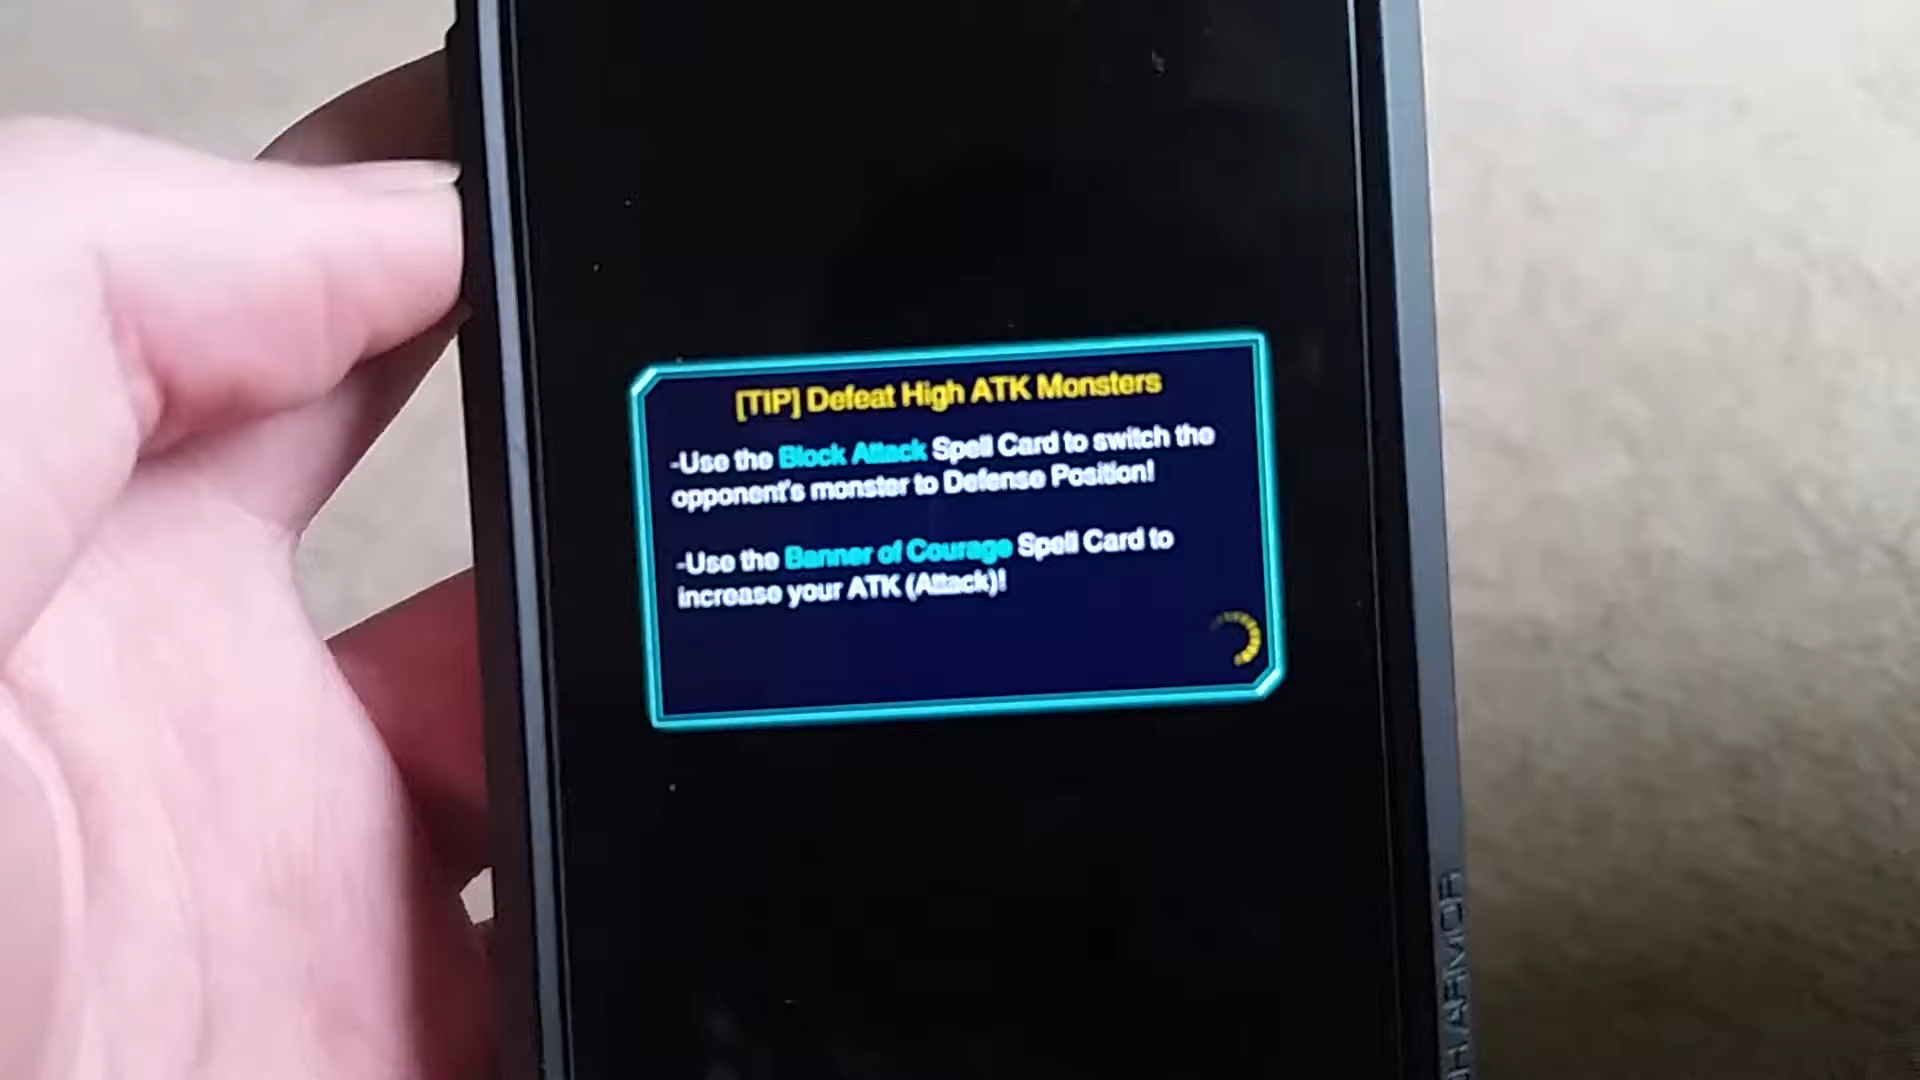 [TIP] Defeat High ATK Monsters
-Use the Block Attack Spell Card to switch the
opponent's monster to Defense Position!
-Use the Banner of Courage Spell Card to
increase your ATK (Attack)!
ARMOR